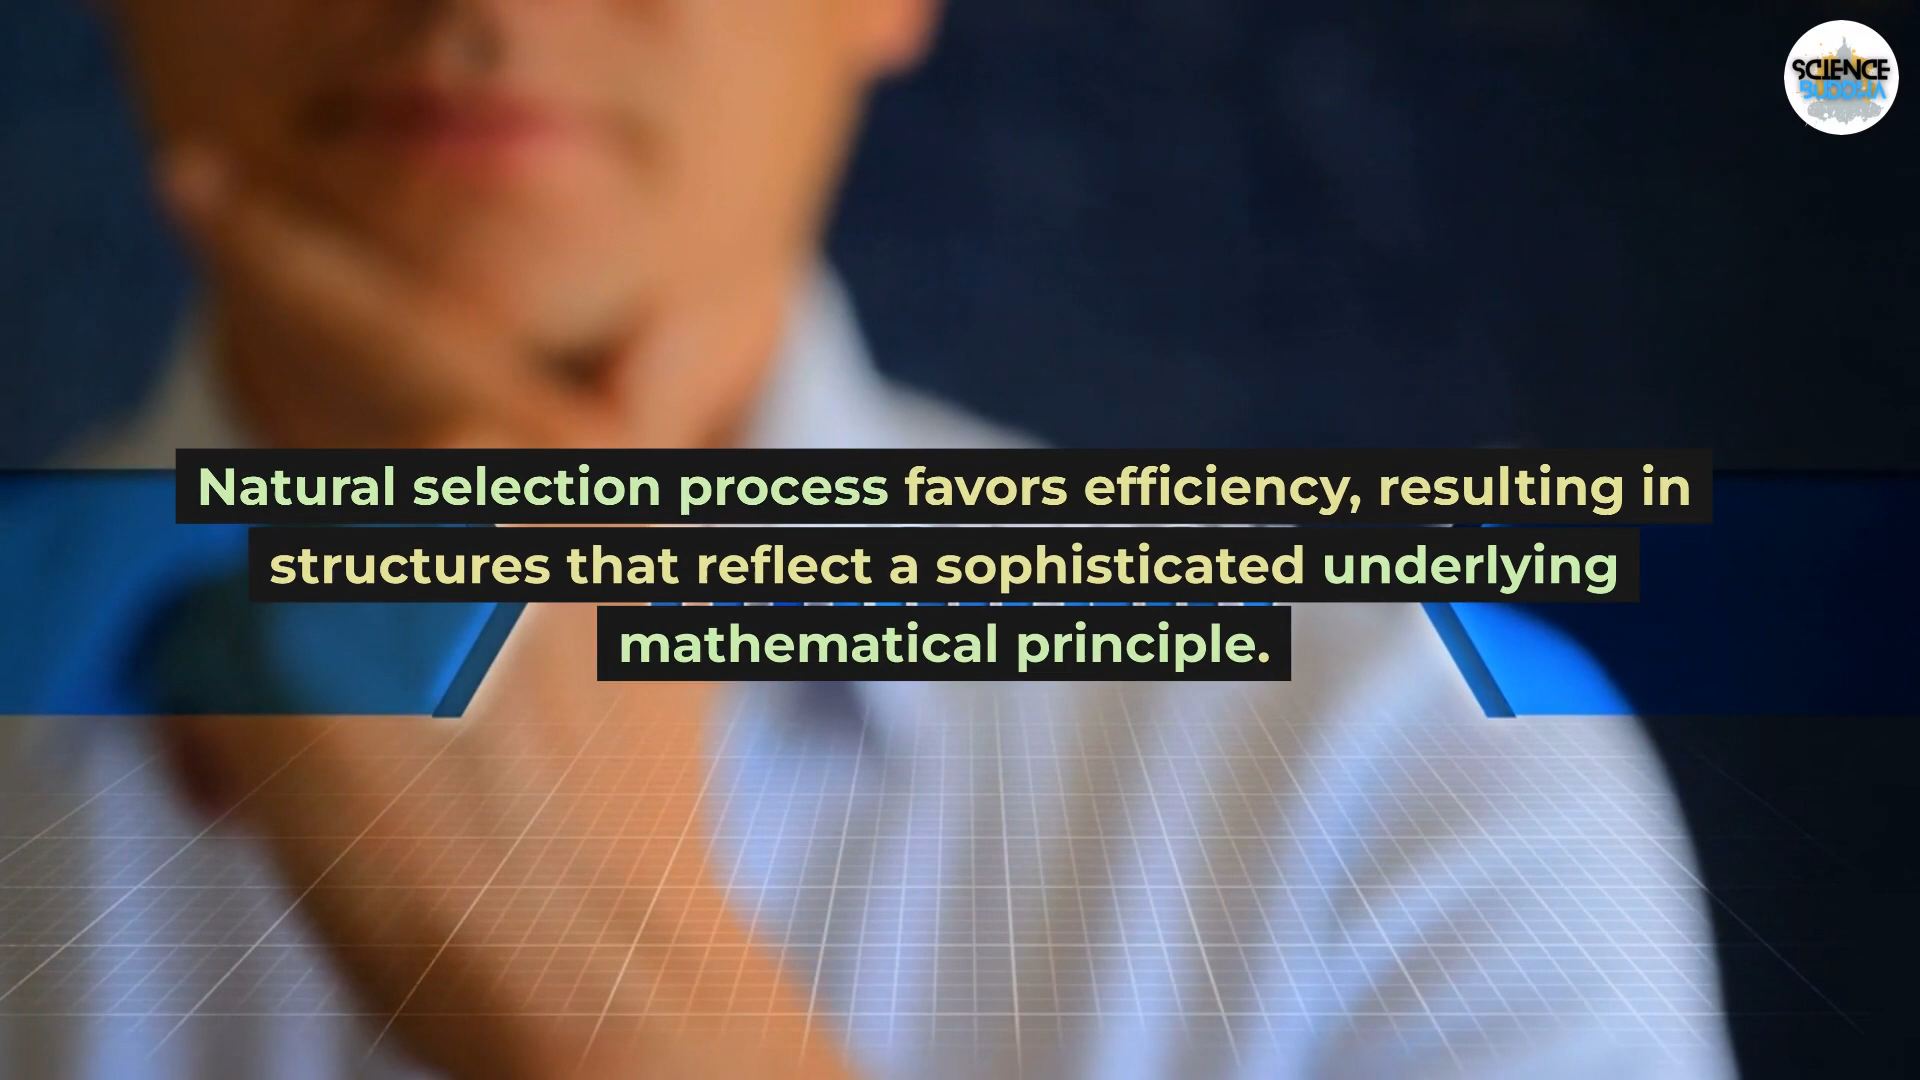 SCIENCE
BUDDHA
Natural selection process favors efficiency, resulting in
structures that reflect a sophisticated underlying
mathematical principle.